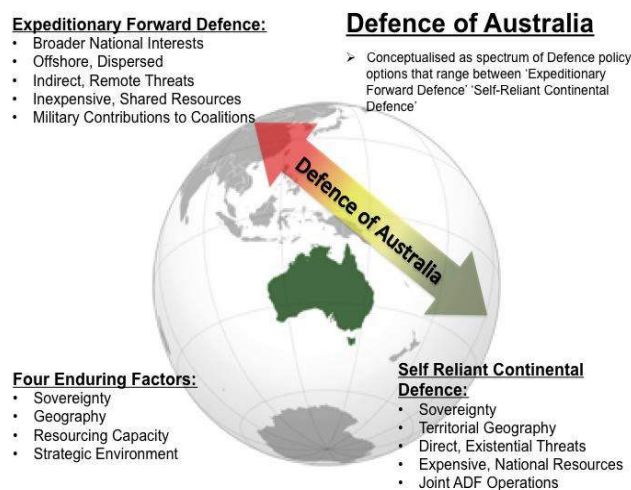 Expeditionary Forward Defence:
• Broader National Interests
• Offshore, Dispersed
• Indirect, Remote Threats
• Inexpensive, Shared Resources
• Military Contributions to Coalitions
Defence of Australia
➢ Conceptualised as spectrum of Defence policy
options that range between ‘Expeditionary
Forward Defence’ ‘Self-Reliant Continental
Defence’
Defence of Australia
Four Enduring Factors:
• Sovereignty
• Geography
• Resourcing Capacity
• Strategic Environment
Self Reliant Continental
Defence:
• Sovereignty
• Territorial Geography
• Direct, Existential Threats
• Expensive, National Resources
• Joint ADF Operations